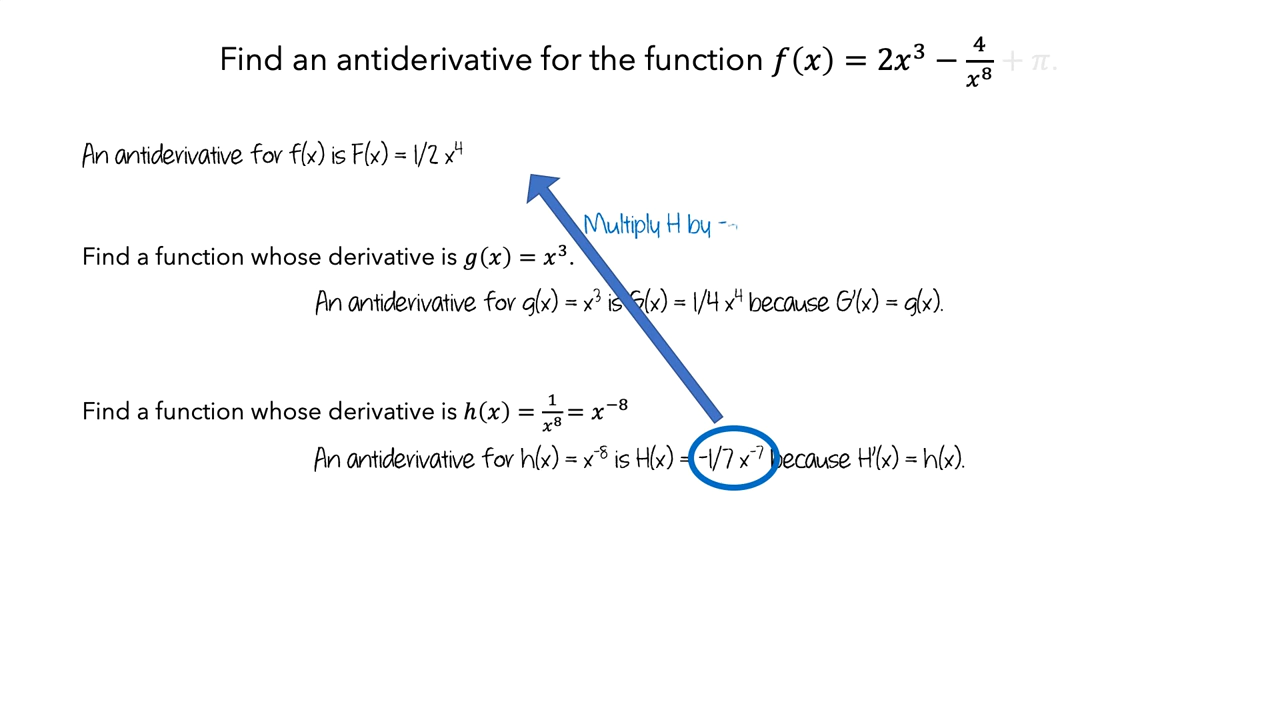 Find an antiderivative for the function f(x) = 2x³ − 4/x⁸ + π.
An antiderivative for f(x) is F(x) = 1/2 x⁴
Multiply H by -
Find a function whose derivative is g(x) = x³.
An antiderivative for g(x) = x³ is G(x) = 1/4 x⁴ because G'(x) = g(x).
Find a function whose derivative is h(x) = 1/x⁸ = x⁻⁸
An antiderivative for h(x) = x⁻⁸ is H(x) = -1/7 x⁻⁷ because H'(x) = h(x).